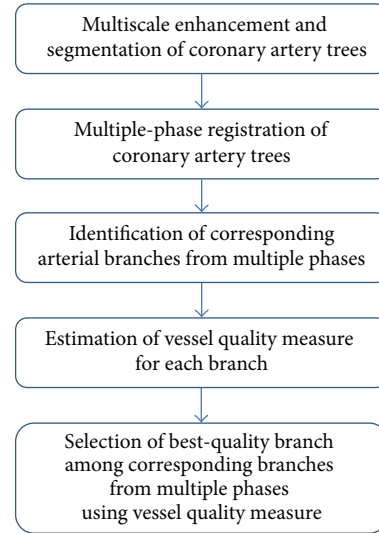 Multiscale enhancement and
segmentation of coronary artery trees
Multiple-phase registration of
coronary artery trees
Identification of corresponding
arterial branches from multiple phases
Estimation of vessel quality measure
for each branch
Selection of best-quality branch
among corresponding branches
from multiple phases
using vessel quality measure